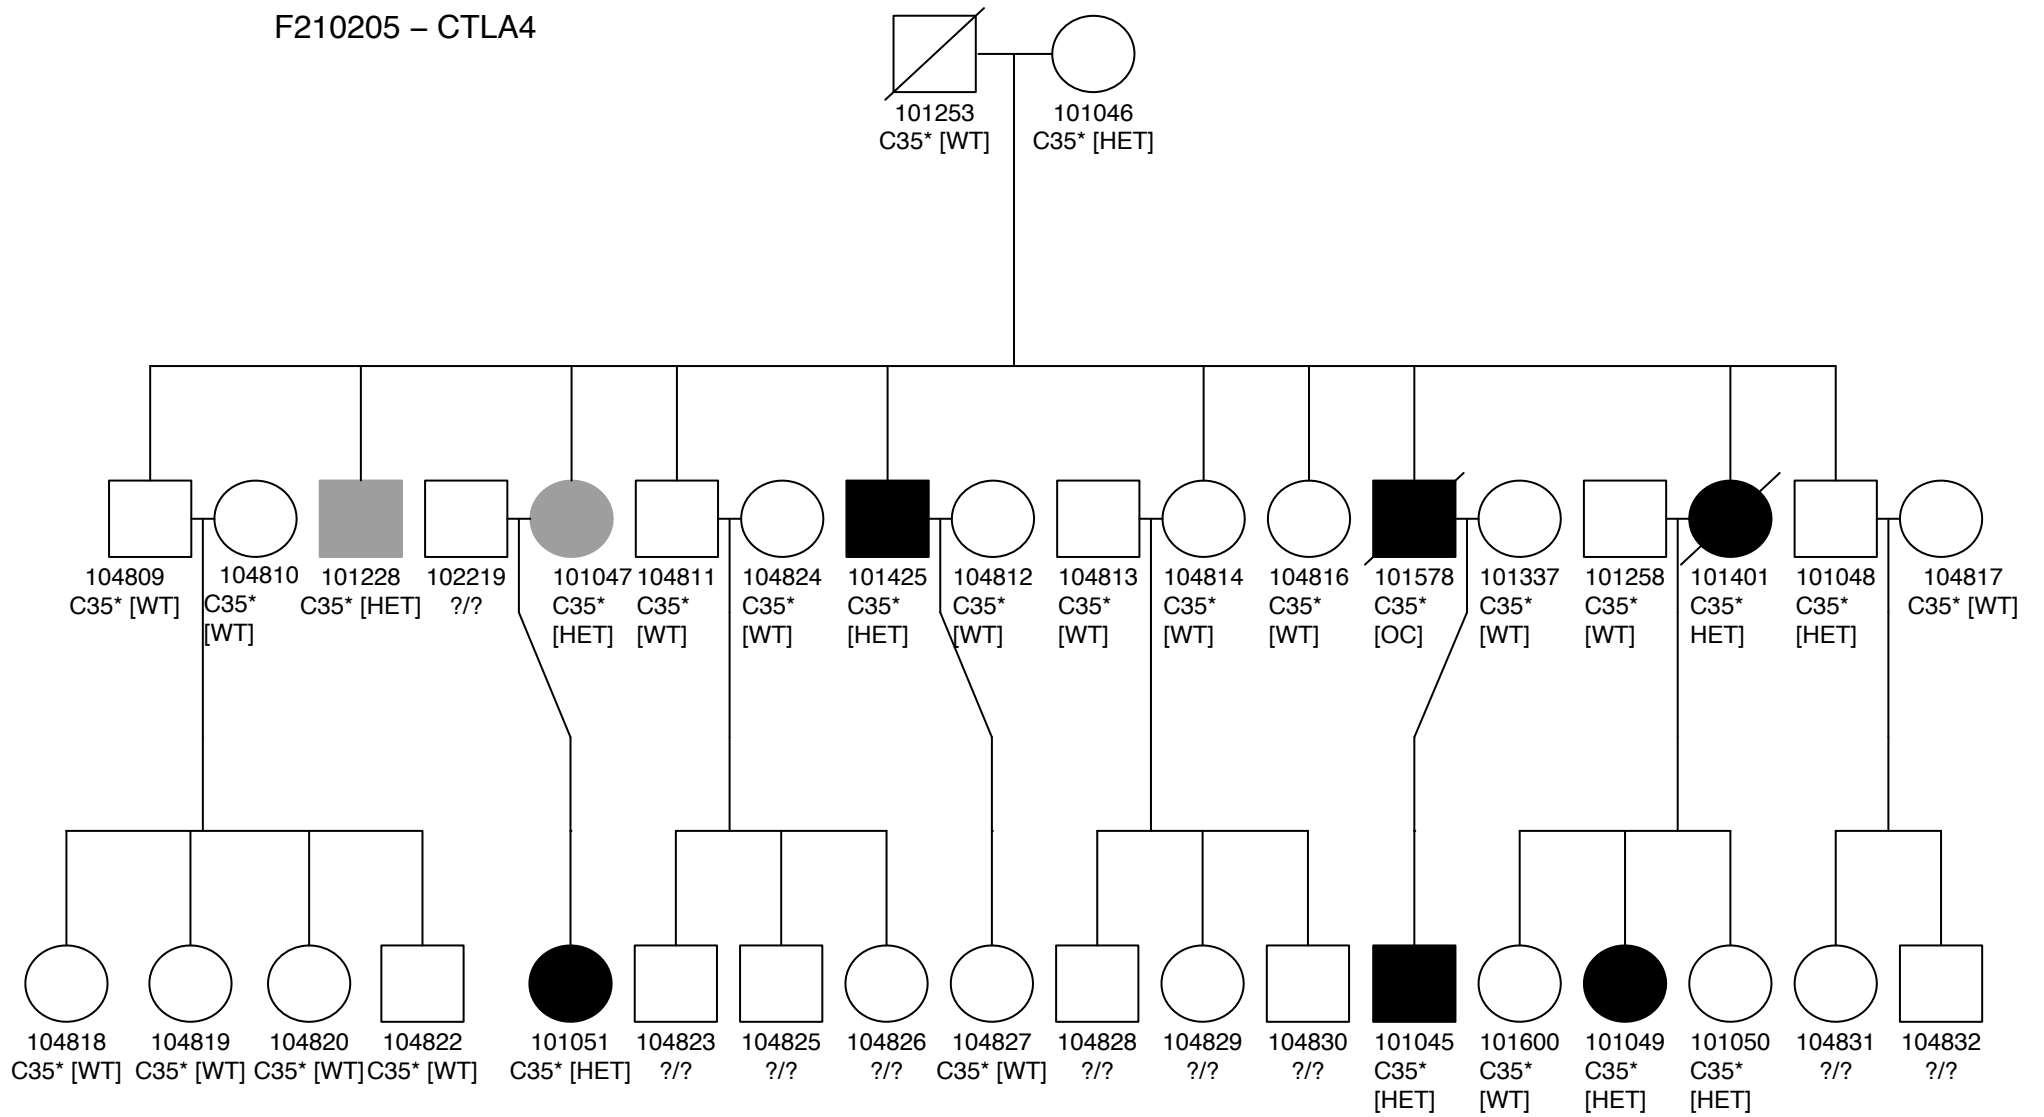 F210205 – CTLA4
101253
C35* [WT]
101046
C35* [HET]
104809
C35* [WT]
104810
C35*
[WT]
101228
C35* [HET]
102219
?/?
101047
C35*
[HET]
104811
C35*
[WT]
104824
C35*
[WT]
101425
C35*
[HET]
104812
C35*
[WT]
104813
C35*
[WT]
104814
C35*
[WT]
104816
C35*
[WT]
101578
C35*
[OC]
101337
C35*
[WT]
101258
C35*
[WT]
101401
C35*
HET]
101048
C35*
[HET]
104817
C35* [WT]
104818
C35* [WT]
104819
C35* [WT]
104820
C35* [WT]
104822
C35* [WT]
101051
C35* [HET]
104823
?/?
104825
?/?
104826
?/?
104827
C35* [WT]
104828
?/?
104829
?/?
104830
?/?
101045
C35*
[HET]
101600
C35*
[WT]
101049
C35*
[HET]
101050
C35*
[HET]
104831
?/?
104832
?/?